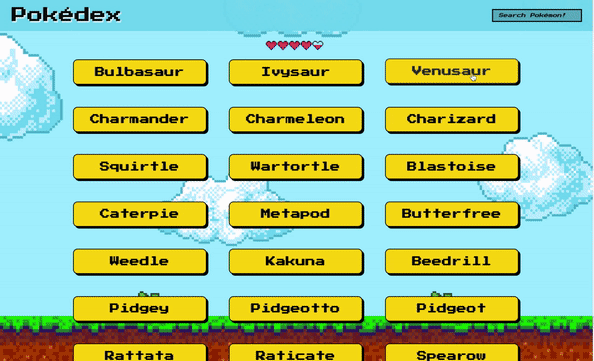 Pokédex
Search Pokémon!
Bulbasaur
Ivysaur
Venusaur
Charmander
Charmeleon
Charizard
Squirtle
Wartortle
Blastoise
Caterpie
Metapod
Butterfree
Weedle
Kakuna
Beedrill
Pidgey
Pidgeotto
Pidgeot
Rattata
Raticate
Spearow